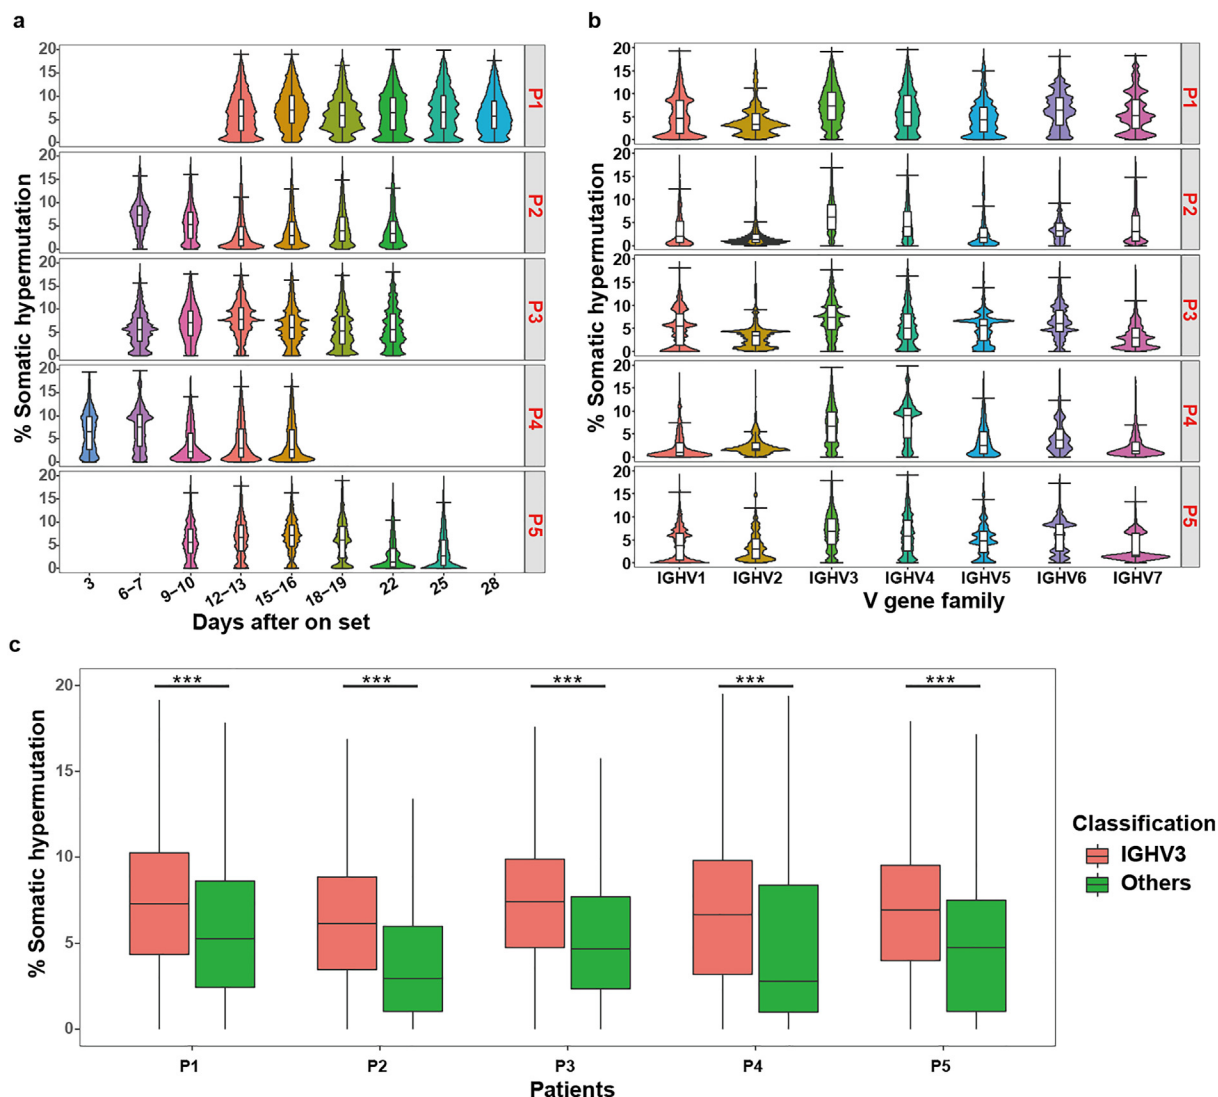 a
% Somatic hypermutation
20
15
10
5
0
P1
20
15
10
5
0
P2
20
15
10
5
0
P3
20
15
10
5
0
P4
20
15
10
5
0
P5
3
6–7
9–10
12–13
15–16
18–19
22
25
28
Days after on set
b
% Somatic hypermutation
20
15
10
5
0
P1
20
15
10
5
0
P2
20
15
10
5
0
P3
20
15
10
5
0
P4
20
15
10
5
0
P5
IGHV1 IGHV2 IGHV3 IGHV4 IGHV5 IGHV6 IGHV7
V gene family
c
% Somatic hypermutation
20
15
10
5
0
*** *** *** *** ***
P1 P2 P3 P4 P5
Patients
Classification
IGHV3
Others